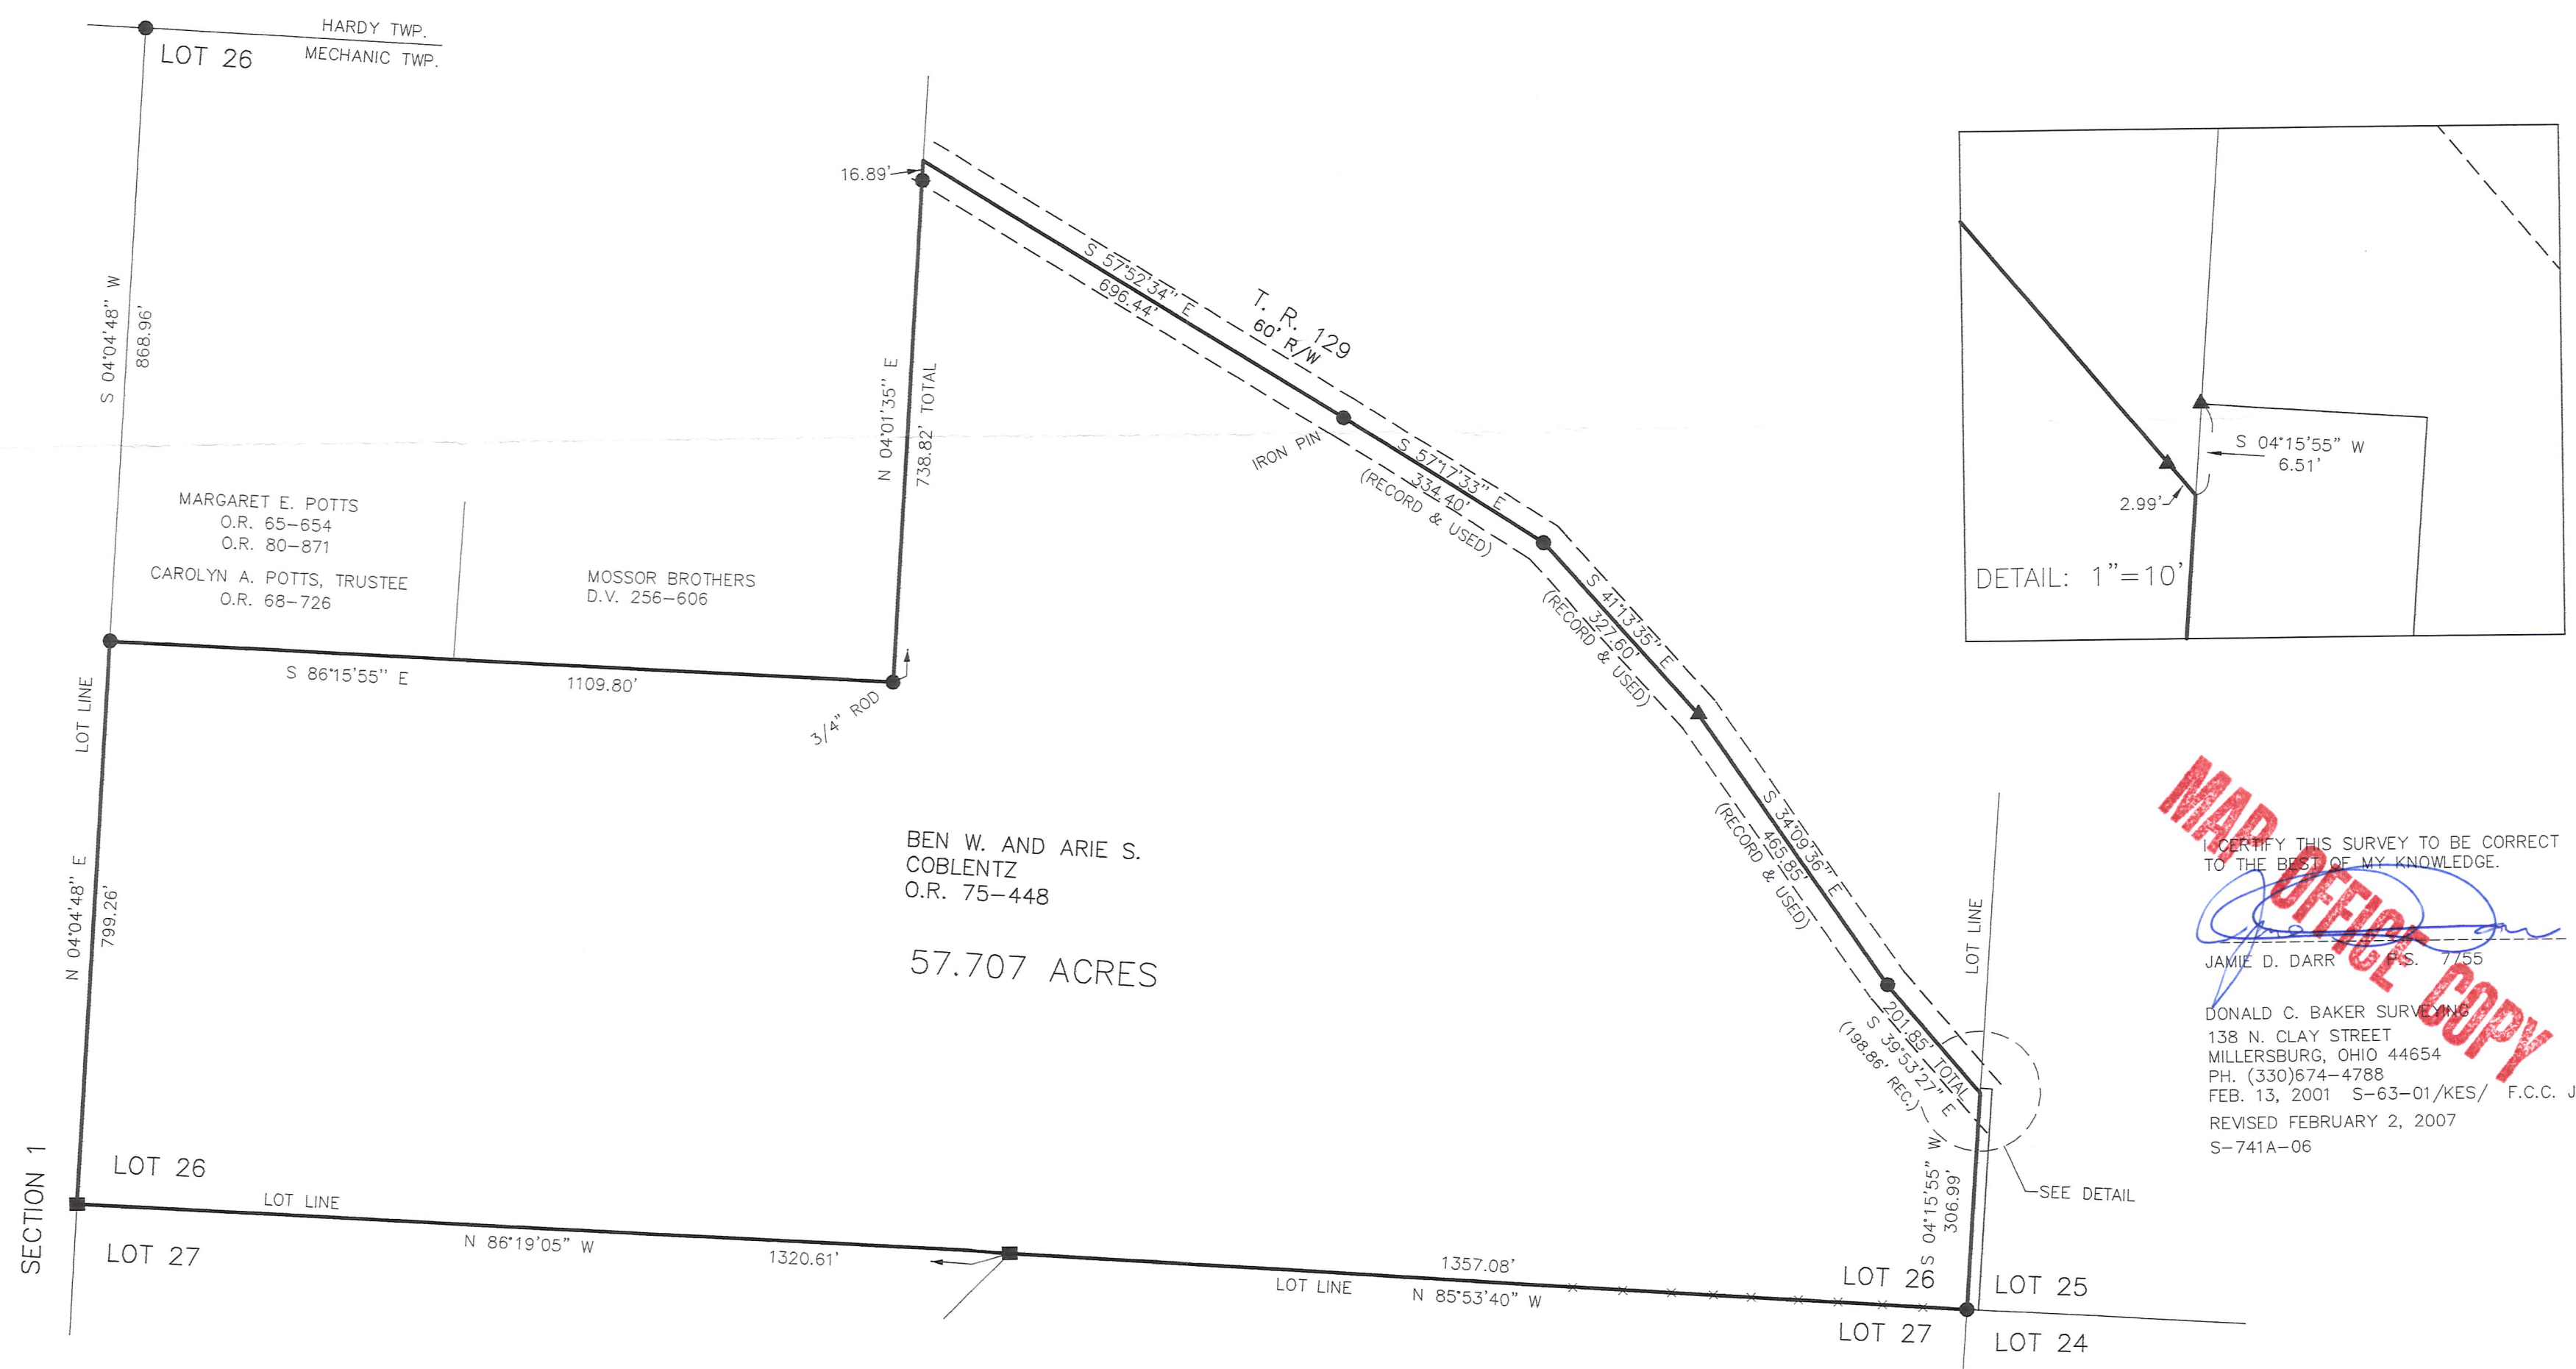 HARDY TWP.
LOT 26
MECHANIC TWP.
S 04°04'48" W
868.96'
16.89'
N 04°01'35" E
738.82' TOTAL
S 57°52'34" E
696.44'
T. R. 129
60' R/W
IRON PIN
S 57°17'33" E
334.40'
(RECORD & USED)
S 41°13'35" E
327.60'
(RECORD & USED)
S 34°09'36" E
465.85'
(RECORD & USED)
201.85' TOTAL
S 39°53'27" E
(198.86' REC.)
S 04°15'55" W
6.51'
2.99'
DETAIL: 1"=10'
MARGARET E. POTTS
O.R. 65-654
O.R. 80-871
CAROLYN A. POTTS, TRUSTEE
O.R. 68-726
MOSSOR BROTHERS
D.V. 256-606
S 86°15'55" E
1109.80'
3/4" ROD
LOT LINE
N 04°04'48" E
799.26'
BEN W. AND ARIE S.
COBLENTZ
O.R. 75-448
57.707 ACRES
LOT LINE
S 04°15'55" W
306.99'
SEE DETAIL
MAP OFFICE COPY
I CERTIFY THIS SURVEY TO BE CORRECT
TO THE BEST OF MY KNOWLEDGE.
JAMIE D. DARR P.S. 7755
DONALD C. BAKER SURVEYING
138 N. CLAY STREET
MILLERSBURG, OHIO 44654
PH. (330)674-4788
FEB. 13, 2001 S-63-01/KES/ F.C.C. J
REVISED FEBRUARY 2, 2007
S-741A-06
SECTION 1
LOT 26
LOT LINE
LOT 27
N 86°19'05" W
1320.61'
1357.08'
LOT LINE
N 85°53'40" W
LOT 26
LOT 25
LOT 27
LOT 24